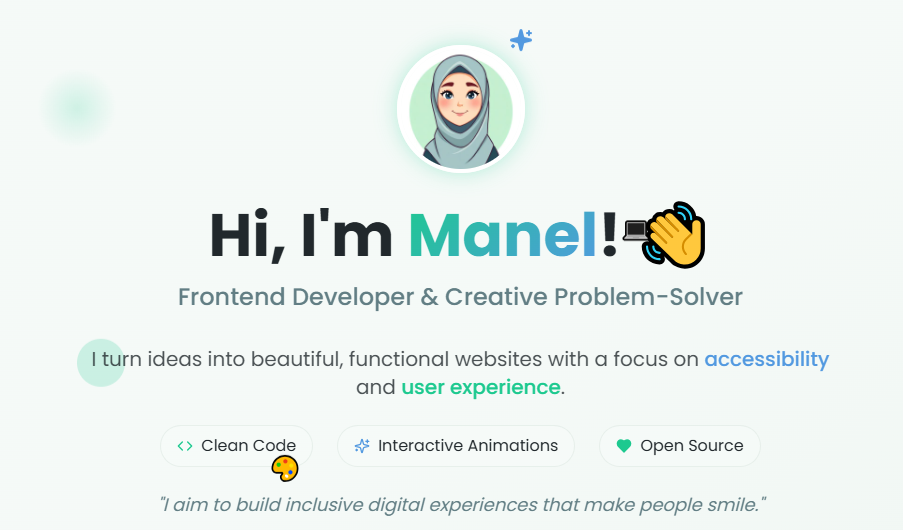 Hi, I'm Manel!
Frontend Developer & Creative Problem-Solver
I turn ideas into beautiful, functional websites with a focus on accessibility
and user experience.
Clean Code
Interactive Animations
Open Source
"I aim to build inclusive digital experiences that make people smile."